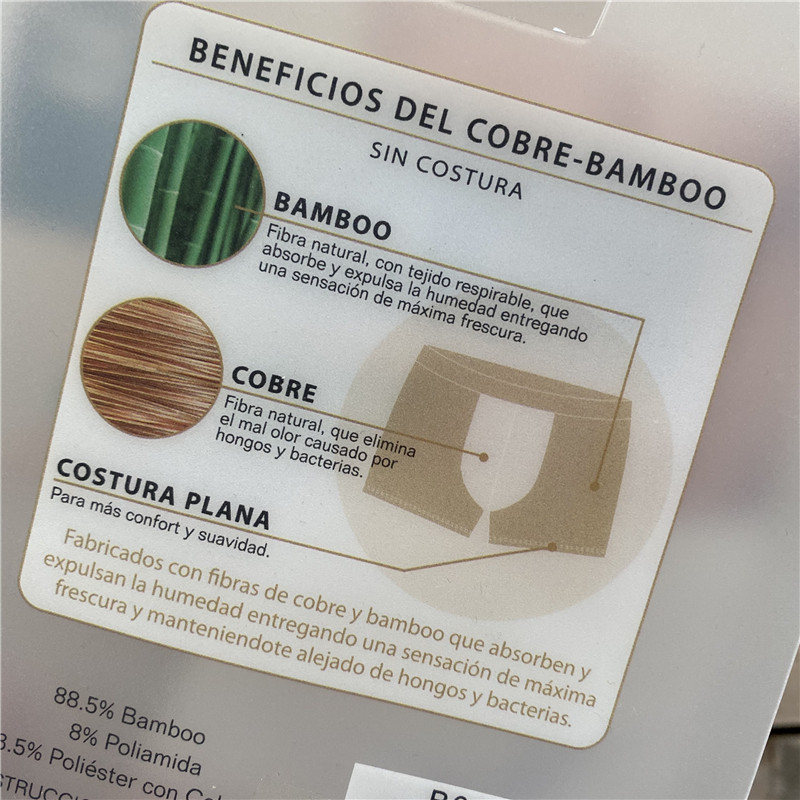 BENEFICIOS DEL COBRE-BAMBOO
SIN COSTURA
BAMBOO
Fibra natural, con tejido respirable, que
absorbe y expulsa la humedad entregando
una sensación de máxima frescura.
COBRE
Fibra natural, que elimina
el mal olor causado por
hongos y bacterias.
COSTURA PLANA
Para más confort y suavidad.
Fabricados con fibras de cobre y bamboo que absorben y
expulsan la humedad entregando una sensación de máxima
frescura y manteniendote alejado de hongos y bacterias.
88.5% Bamboo
8% Poliamida
3.5% Poliéster con